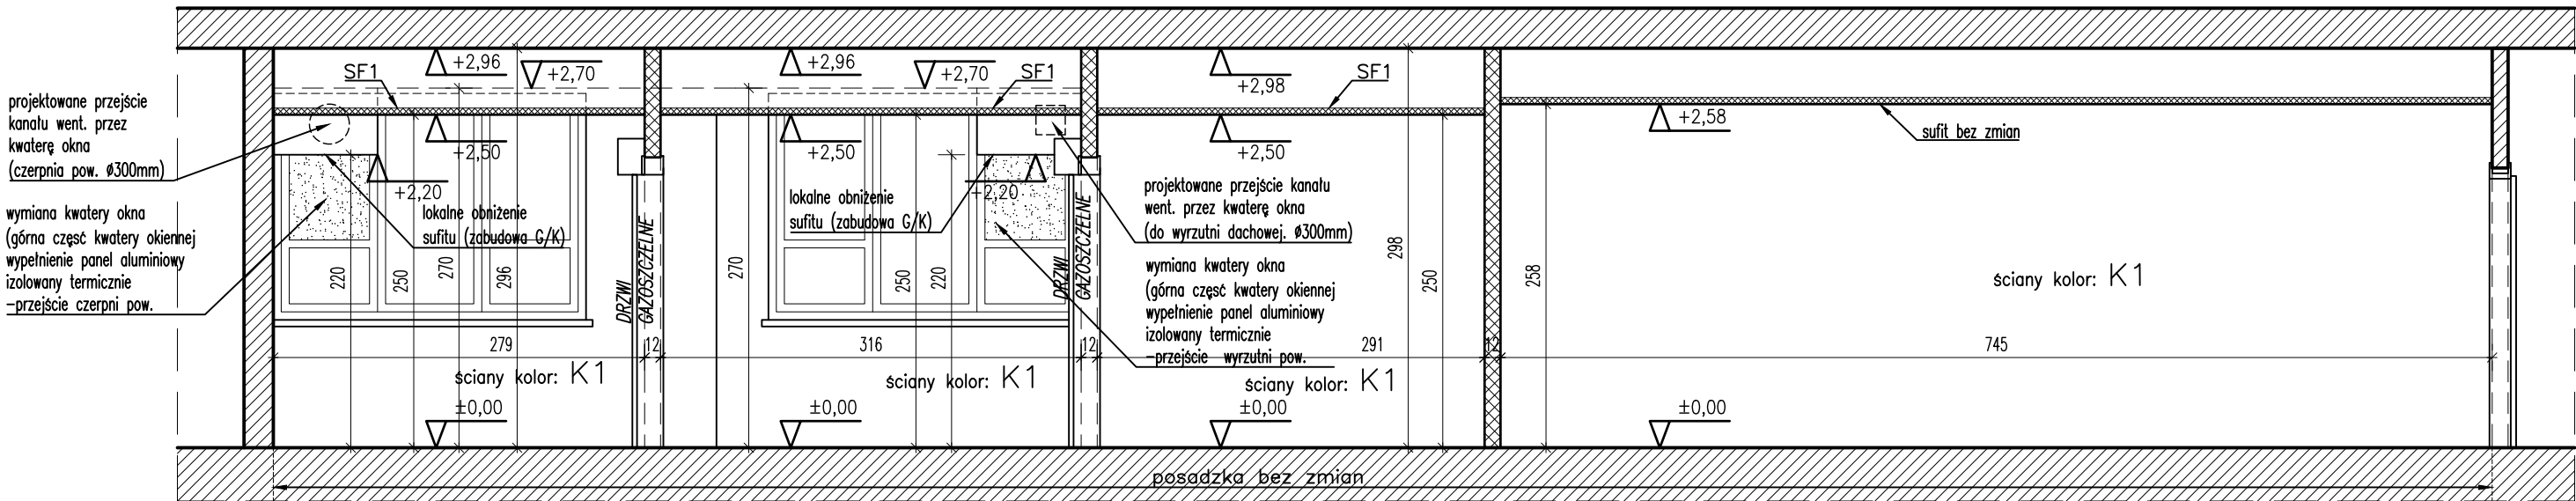 +2,96
+2,70
SF1
+2,96
+2,70
SF1
+2,98
SF1
+2,58
sufit bez zmian
projektowane przejście
kanału went. przez
kwaterę okna
(czerpnia pow. ø300mm)
+2,50
+2,20
+2,50
+2,20
+2,50
wymiana kwatery okna
(górna częsć kwatery okiennej
wypełnienie panel aluminiowy
izolowany termicznie
-przejście czerpni pow.
lokalne obniżenie
sufitu (zabudowa G/K)
lokalne obniżenie
sufitu (zabudowa G/K)
projektowane przejście kanału
went. przez kwaterę okna
(do wyrzutni dachowej. ø300mm)
wymiana kwatery okna
(górna częsć kwatery okiennej
wypełnienie panel aluminiowy
izolowany termicznie
-przejście wyrzutni pow.
220
250
270
296
DRZWI
GAZOSZCZELNE
270
250
220
DRZWI
GAZOSZCZELNE
298
250
258
279
12
316
12
291
12
745
ściany kolor: K1
ściany kolor: K1
ściany kolor: K1
ściany kolor: K1
±0,00
±0,00
±0,00
±0,00
posadzka bez zmian